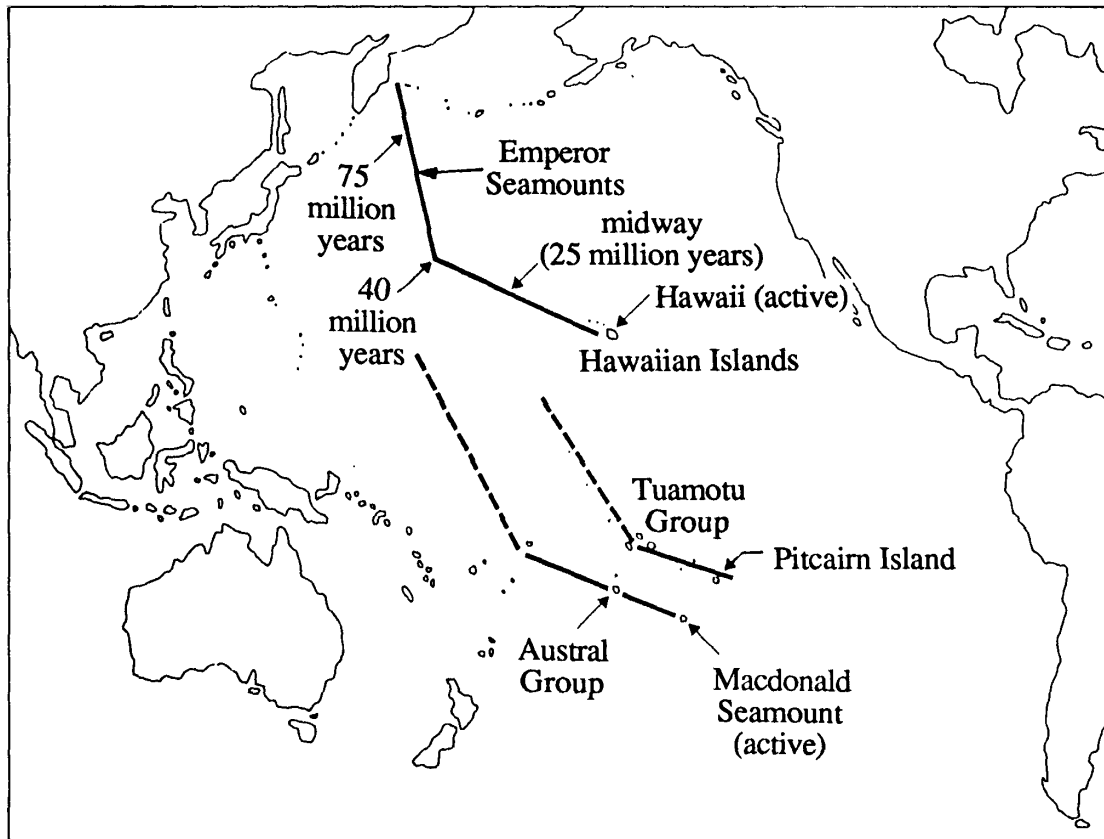 Emperor
Seamounts
75
million
years
midway
(25 million years)
40
million
years
Hawaii (active)
Hawaiian Islands
Tuamotu
Group
Pitcairn Island
Austral
Group
Macdonald
Seamount
(active)